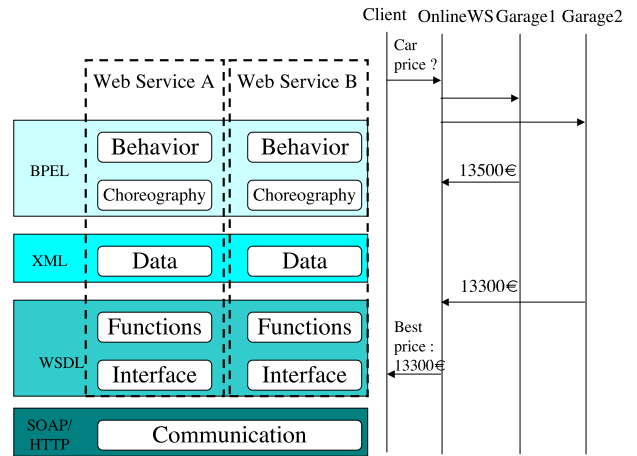 Web Service A
Web Service B
BPEL
Behavior
Behavior
Choreography
Choreography
XML
Data
Data
WSDL
Functions
Functions
Interface
Interface
SOAP/
HTTP
Communication
Client
OnlineWS
Garage1
Garage2
Car
price ?
13500€
13300€
Best
price :
13300€